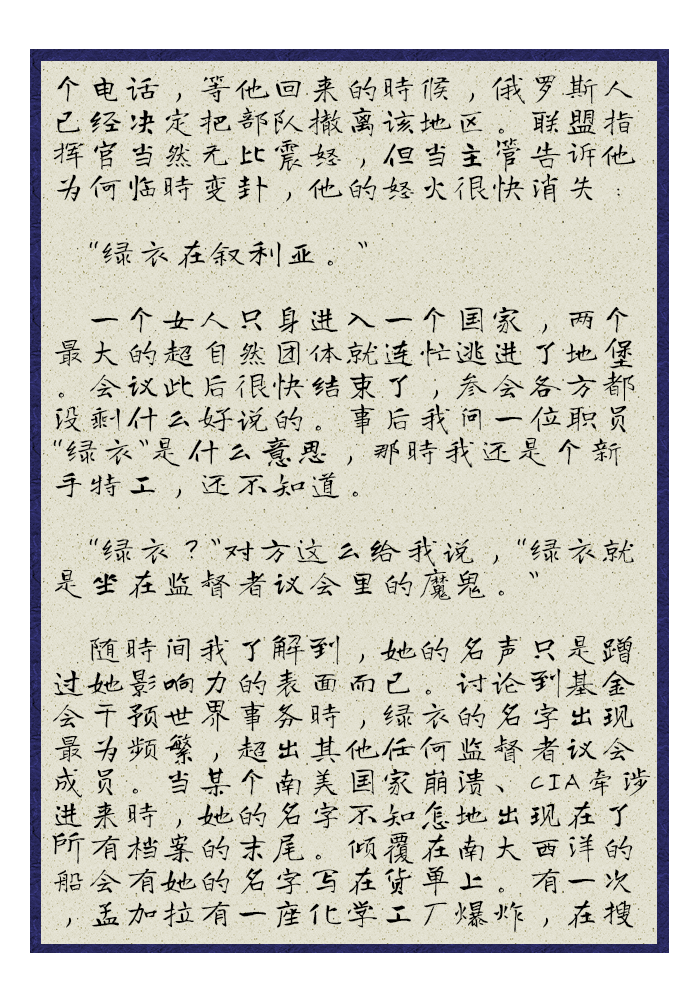 个电话，等他回来的時候，俄罗斯人
已经决定把部队撤离该地区。联盟指
挥官当然无比震怒，但当主管告诉他
为何临時变卦，他的怒火很快消失：
“绿衣在叙利亚。”
一个女人只身进入一个国家，两个
最大的超自然团体就连忙逃进了地堡
。会议此后很快结束了，参会各方都
没剩什么好说的。事后我问一位职员
“绿衣”是什么意思，那時我还是个新
手特工，还不知道。
“绿衣？”对方这么给我说，“绿衣就
是坐在监督者议会里的魔鬼。”
随時间我了解到，她的名声只是蹭
过她影响力的表面而已。讨论到基金
会干预世界事务時，绿衣的名字出现
最为频繁，超出其他任何监督者议会
成员。当某个南美国家崩溃、CIA牵涉
进来時，她的名字不知怎地出现在了
所有档案的末尾。倾覆在南大西洋的
船会有她的名字写在货单上。有一次
，孟加拉有一座化学工厂爆炸，在搜